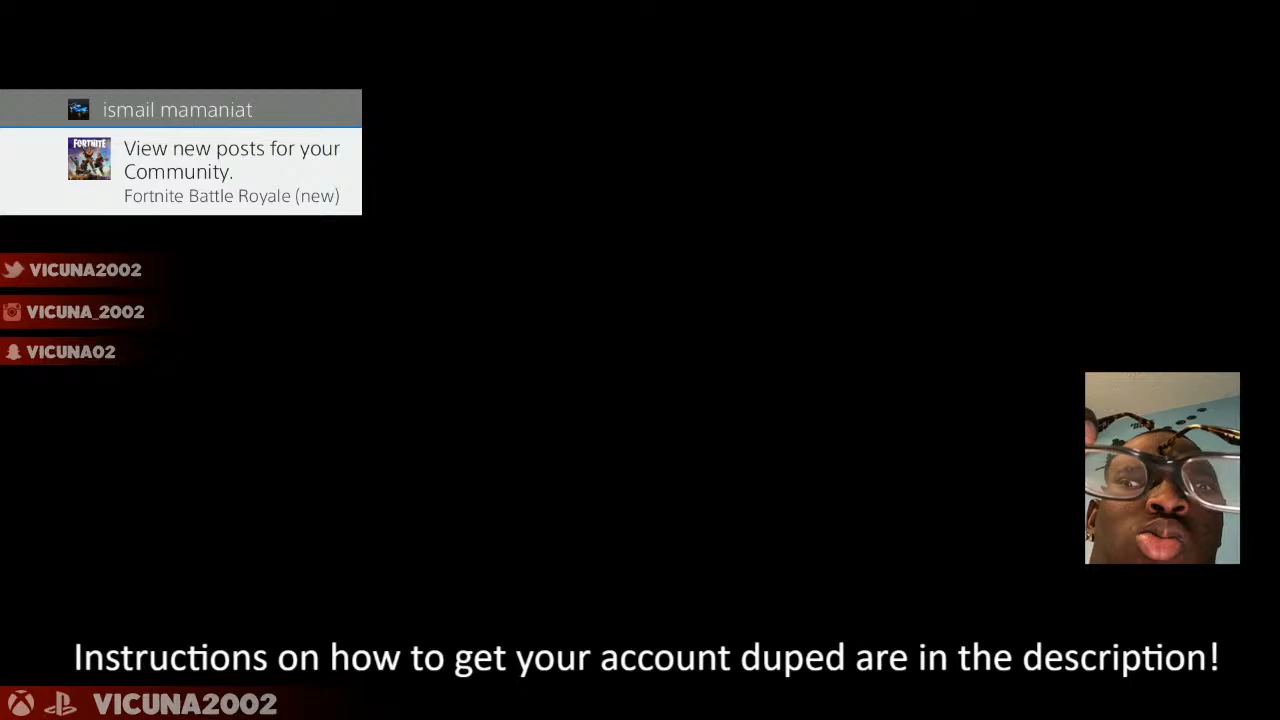 ismail mamaniat
FORTNITE
View new posts for your
Community.
Fortnite Battle Royale (new)
VICUNA2002
VICUNA_2002
VICUNA02
Instructions on how to get your account duped are in the description!
VICUNA2002